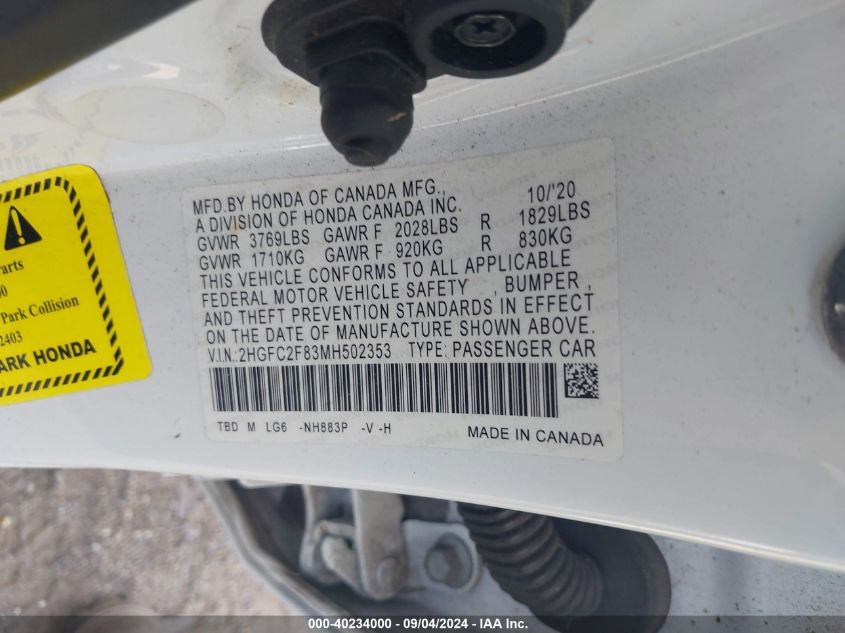 MFD.BY HONDA OF CANADA MFG., 10/'20
A DIVISION OF HONDA CANADA INC.
GVWR 3769LBS GAWR F 2028LBS R 1829LBS
GVWR 1710KG GAWR F 920KG R 830KG
THIS VEHICLE CONFORMS TO ALL APPLICABLE
FEDERAL MOTOR VEHICLE SAFETY , BUMPER,
AND THEFT PREVENTION STANDARDS IN EFFECT
ON THE DATE OF MANUFACTURE SHOWN ABOVE.
V.I.N.:2HGFC2F83MH502353 TYPE: PASSENGER CAR
TBD M LG6 -NH883P -V -H
MADE IN CANADA
Park Collision
2403
ARK HONDA
000-40234000 - 09/04/2024 - IAA Inc.